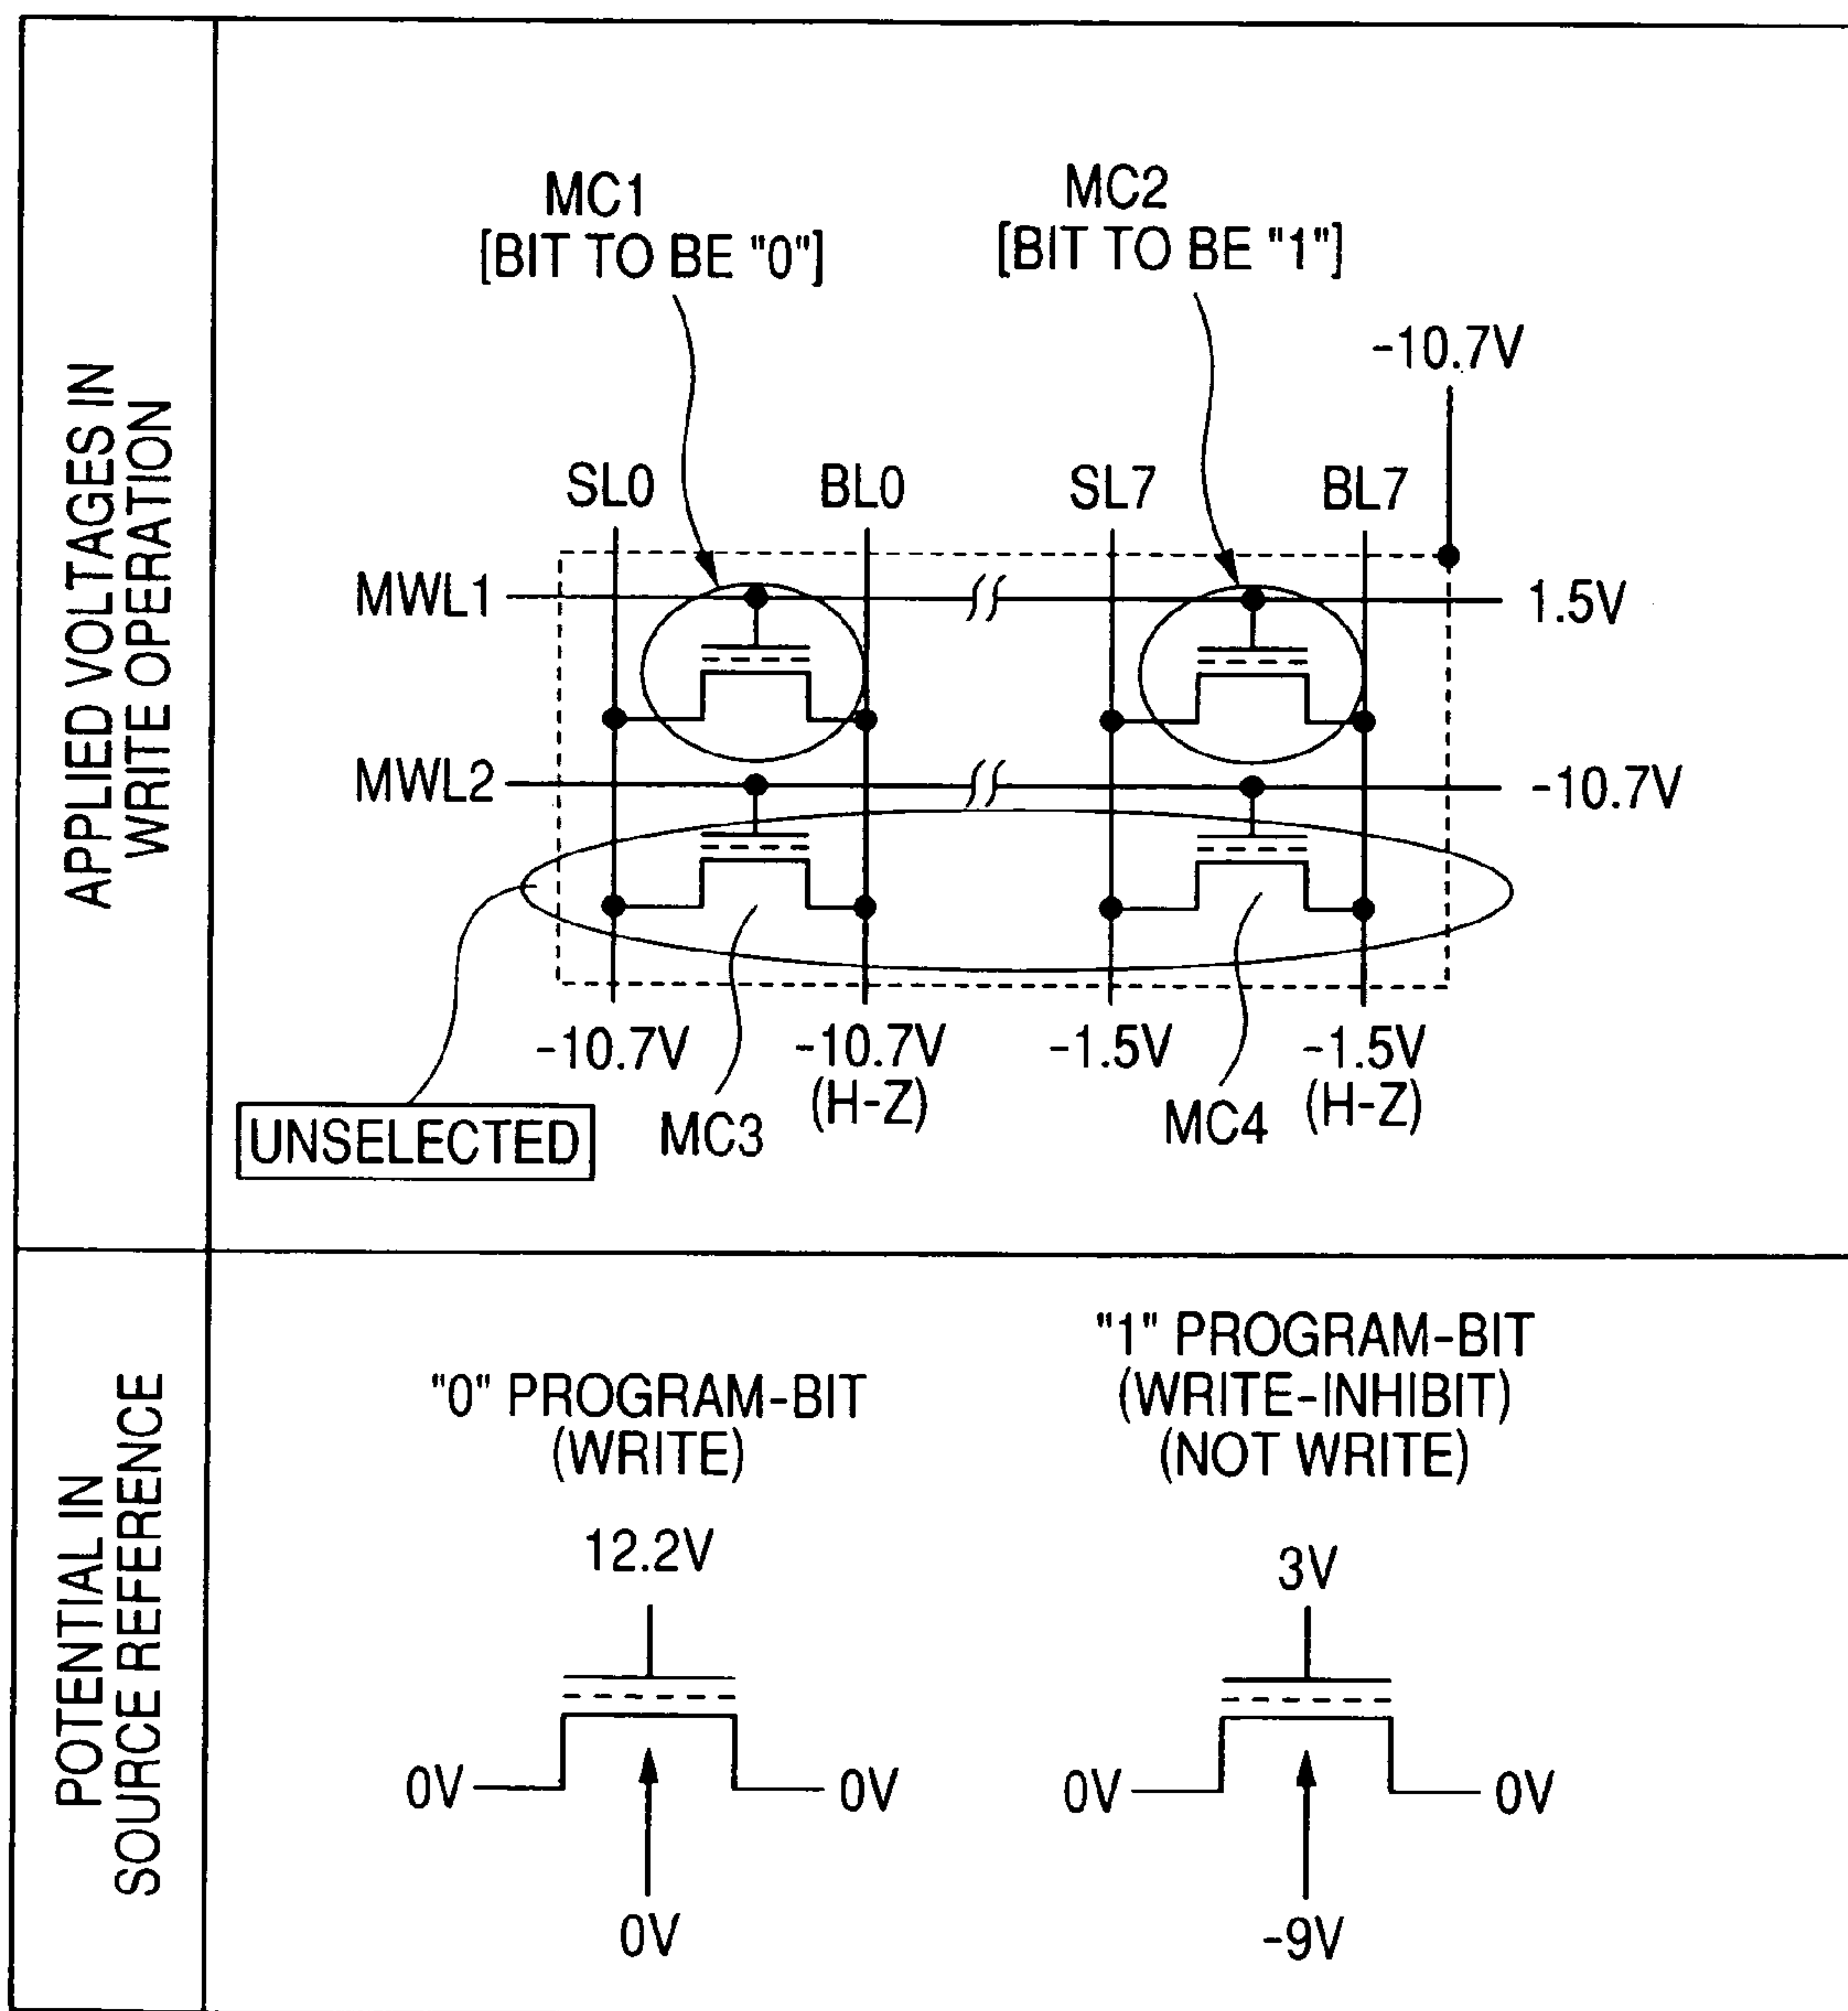 APPLIED VOLTAGES IN
WRITE OPERATION
MC1
[BIT TO BE "0"]
MC2
[BIT TO BE "1"]
-10.7V
SL0
BL0
SL7
BL7
MWL1
1.5V
MWL2
-10.7V
-10.7V
-10.7V
(H-Z)
-1.5V
-1.5V
(H-Z)
UNSELECTED
MC3
MC4
POTENTIAL IN
SOURCE REFERENCE
"0" PROGRAM-BIT
(WRITE)
12.2V
0V
0V
0V
"1" PROGRAM-BIT
(WRITE-INHIBIT)
(NOT WRITE)
3V
0V
0V
-9V